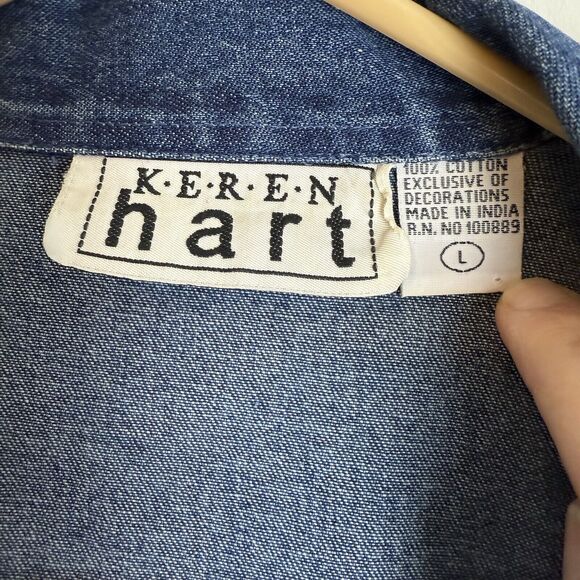 K·E·R·E·N
hart
100% COTTON
EXCLUSIVE OF
DECORATIONS
MADE IN INDIA
R.N. NO 100889
L